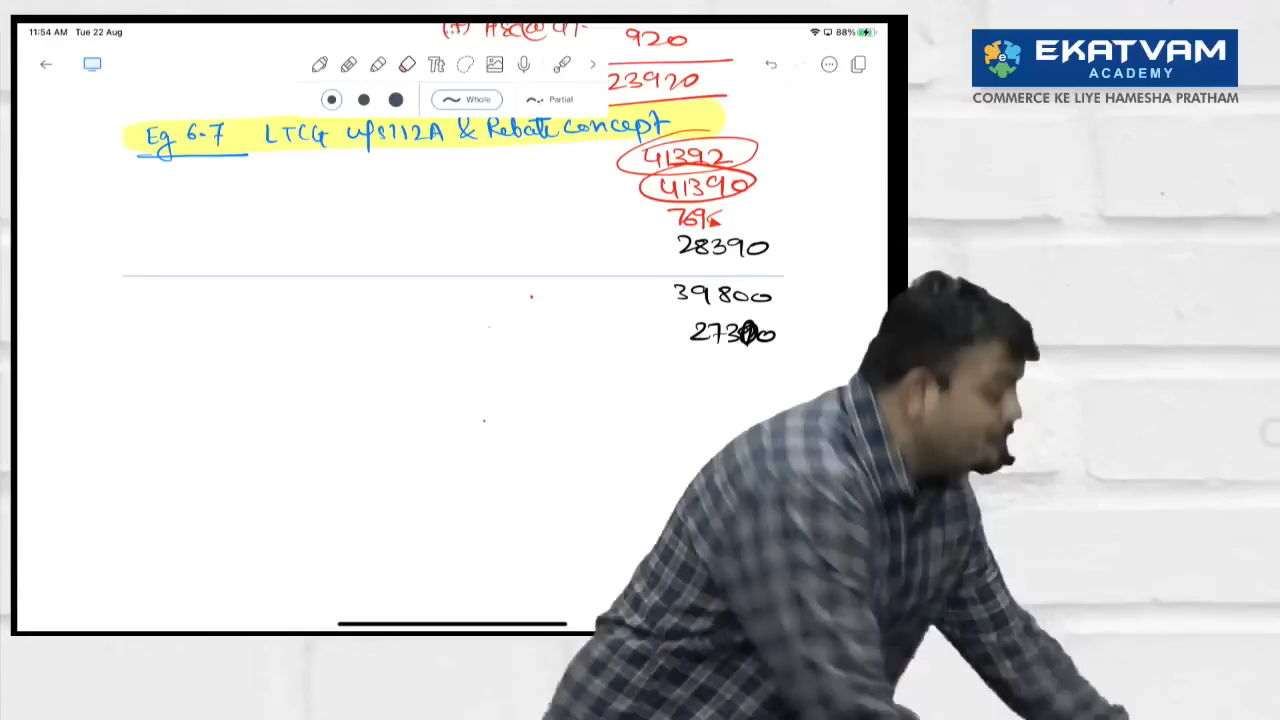 11:54 AM Tue 22 Aug
88%
EKATVAM
ACADEMY
COMMERCE KE LIYE HAMESHA PRATHAM
Whole
Partial
920
23920
Eg 6.7 LTCG u/s 112A & Rebate concept
41392
41390
28390
39800
27300